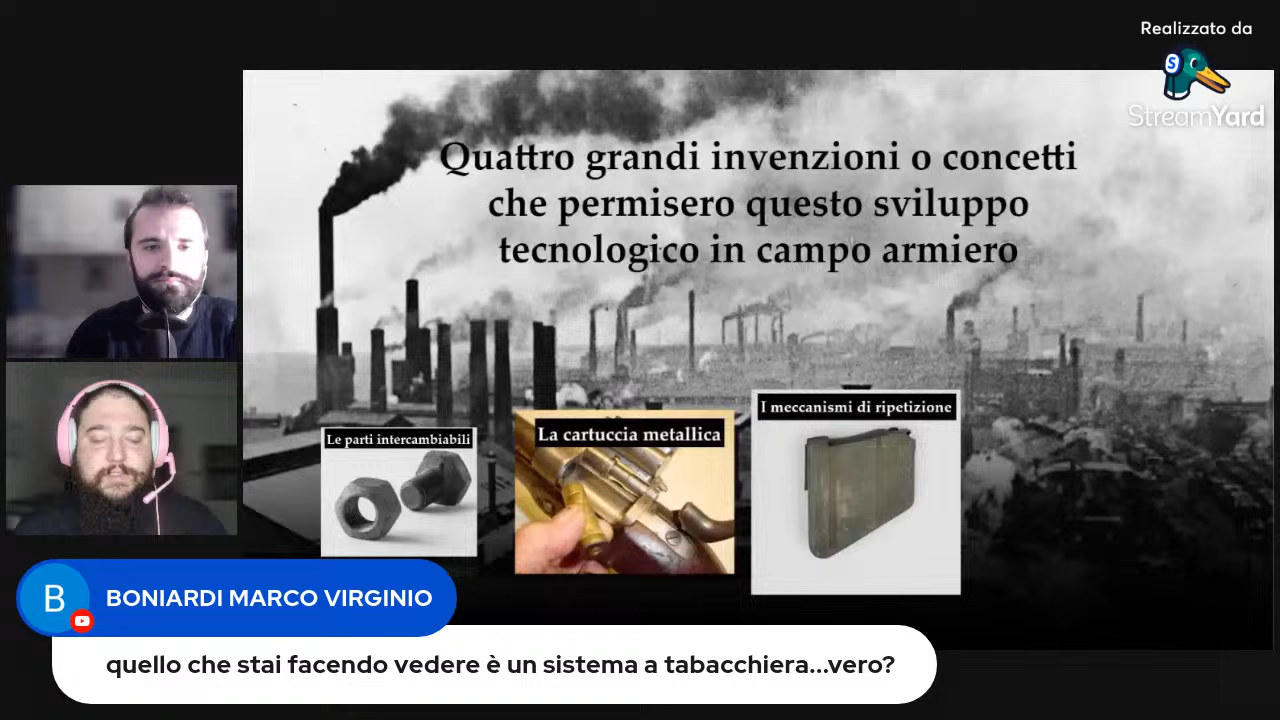 Realizzato da
S
StreamYard
Quattro grandi invenzioni o concetti
che permisero questo sviluppo
tecnologico in campo armiero
Le parti intercambiabili
La cartuccia metallica
I meccanismi di ripetizione
B
BONIARDI MARCO VIRGINIO
quello che stai facendo vedere è un sistema a tabacchiera...vero?